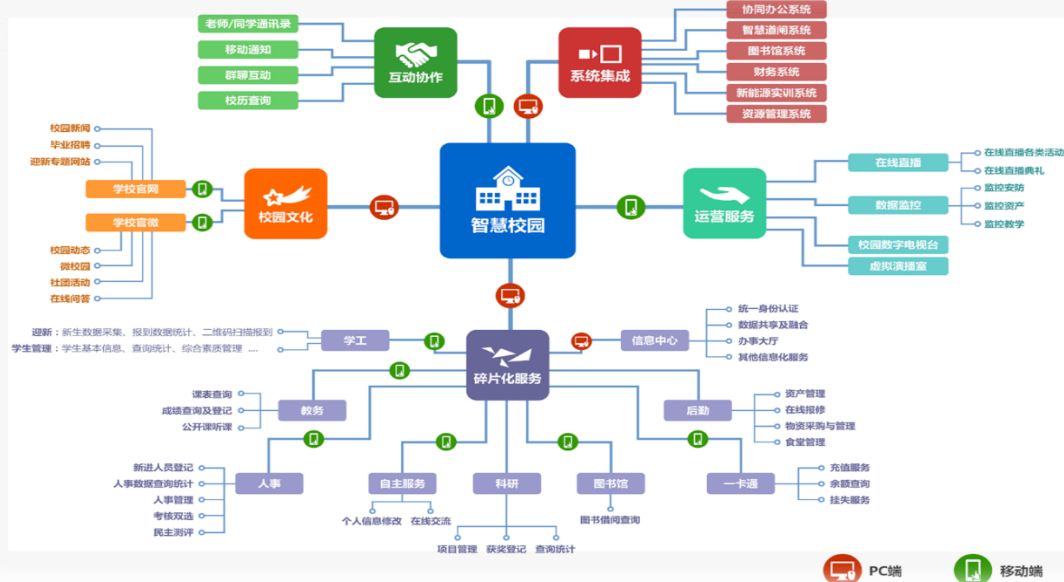 老师/同学通讯录
移动通知
群聊互动
校历查询
互动协作
系统集成
协同办公系统
智慧道闸系统
图书馆系统
财务系统
新能源实训系统
资源管理系统
校园新闻
毕业招聘
迎新专题网站
学校官网
学校官微
校园动态
微校园
社团活动
在线问答
校园文化
智慧校园
运营服务
在线直播
在线直播各类活动
在线直播典礼
数据监控
监控安防
监控资产
监控教学
校园数字电视台
虚拟演播室
迎新：新生数据采集、报到数据统计、二维码扫描报到
学生管理：学生基本信息、查询统计、综合素质管理 ....
学工
碎片化服务
信息中心
统一身份认证
数据共享及融合
办事大厅
其他信息化服务
课表查询
成绩查询及登记
公开课听课
教务
后勤
资产管理
在线报修
物资采购与管理
食堂管理
新进人员登记
人事数据查询统计
人事管理
考核双选
民主测评
人事
自主服务
个人信息修改 在线交流
科研
项目管理 获奖登记 查询统计
图书馆
图书借阅查询
一卡通
充值服务
余额查询
挂失服务
PC端
移动端